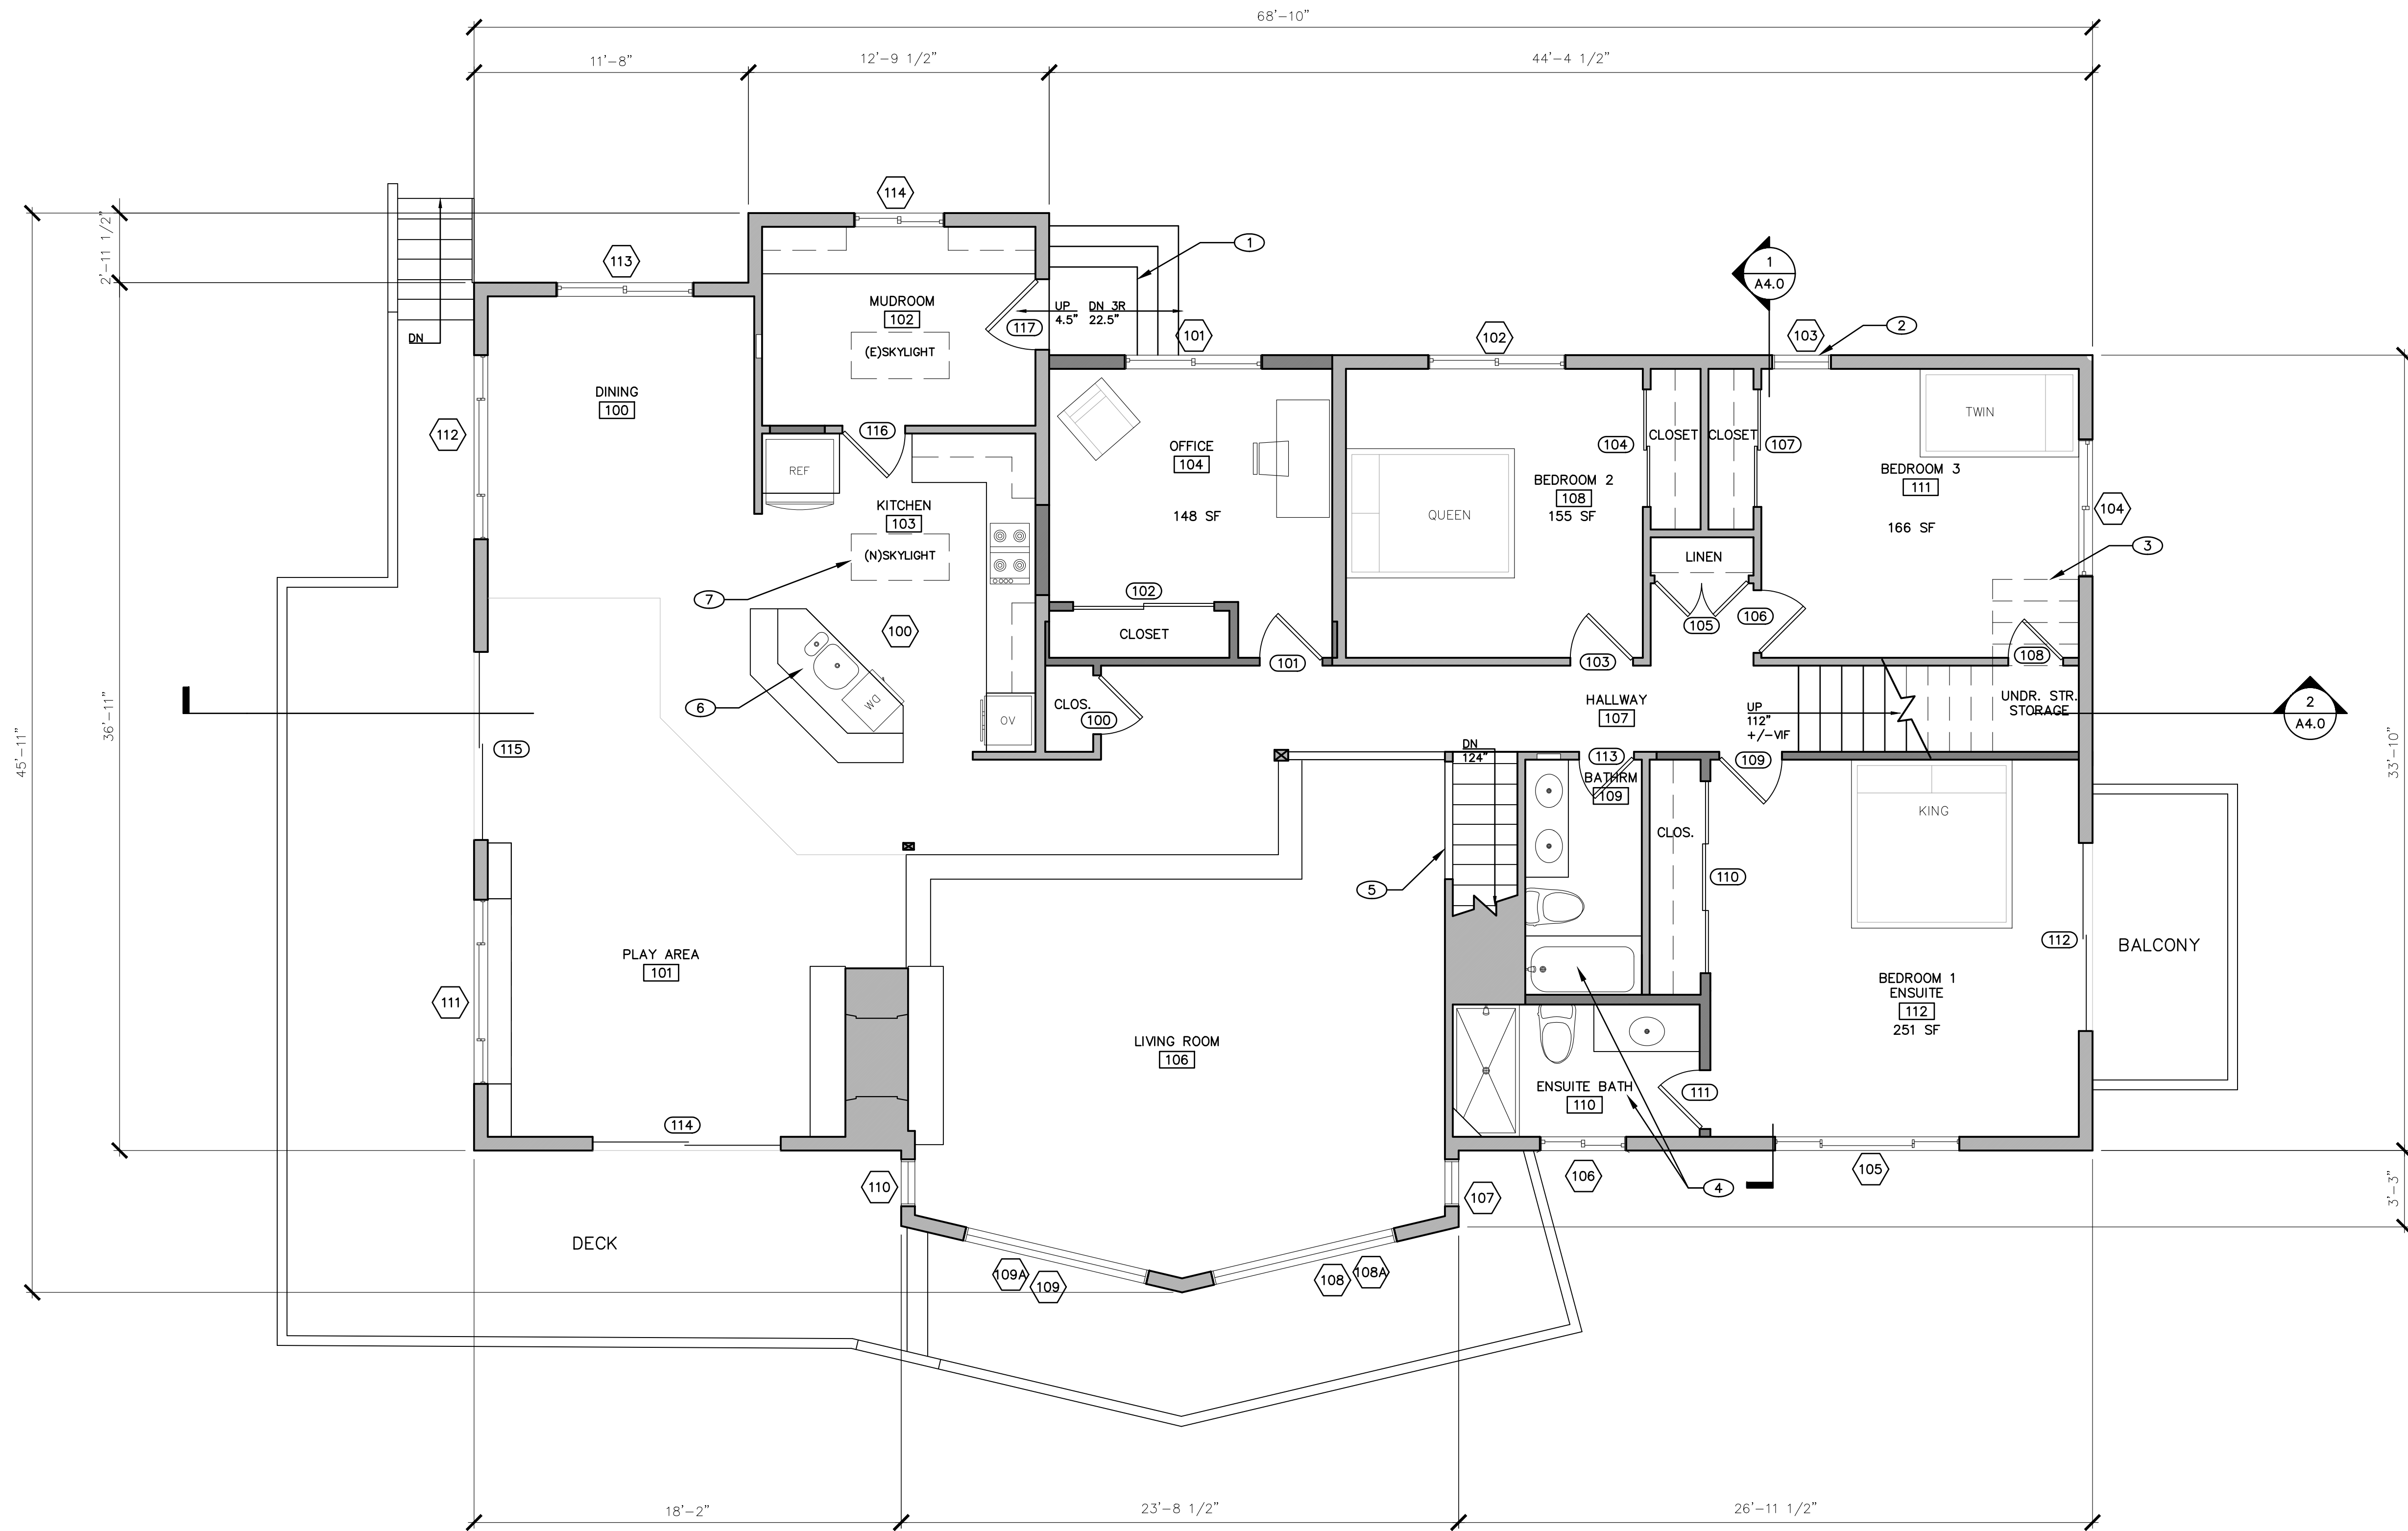 68'-10"
11'-8"
12'-9 1/2"
44'-4 1/2"
2'-11 1/2"
36'-11"
45'-11"
33'-10"
3'-3"
114
113
1
1
A4.0
MUDROOM
102
(E)SKYLIGHT
117
UP
4.5"
DN 3R
22.5"
101
102
103
2
DN
DINING
100
112
116
REF
KITCHEN
103
(N)SKYLIGHT
7
100
6
DW
OV
OFFICE
104
148 SF
102
CLOSET
101
CLOS.
100
QUEEN
BEDROOM 2
108
155 SF
104
CLOSET
CLOSET
107
LINEN
105
106
103
TWIN
BEDROOM 3
111
166 SF
104
3
108
UNDR. STR.
STORAGE
2
A4.0
HALLWAY
107
UP
112"
+/-VIF
DN
124"
113
BATHRM
109
109
115
5
CLOS.
110
KING
112
BALCONY
PLAY AREA
101
111
LIVING ROOM
106
BEDROOM 1
ENSUITE
112
251 SF
ENSUITE BATH
110
111
114
110
107
106
4
105
DECK
109A
109
108
108A
18'-2"
23'-8 1/2"
26'-11 1/2"